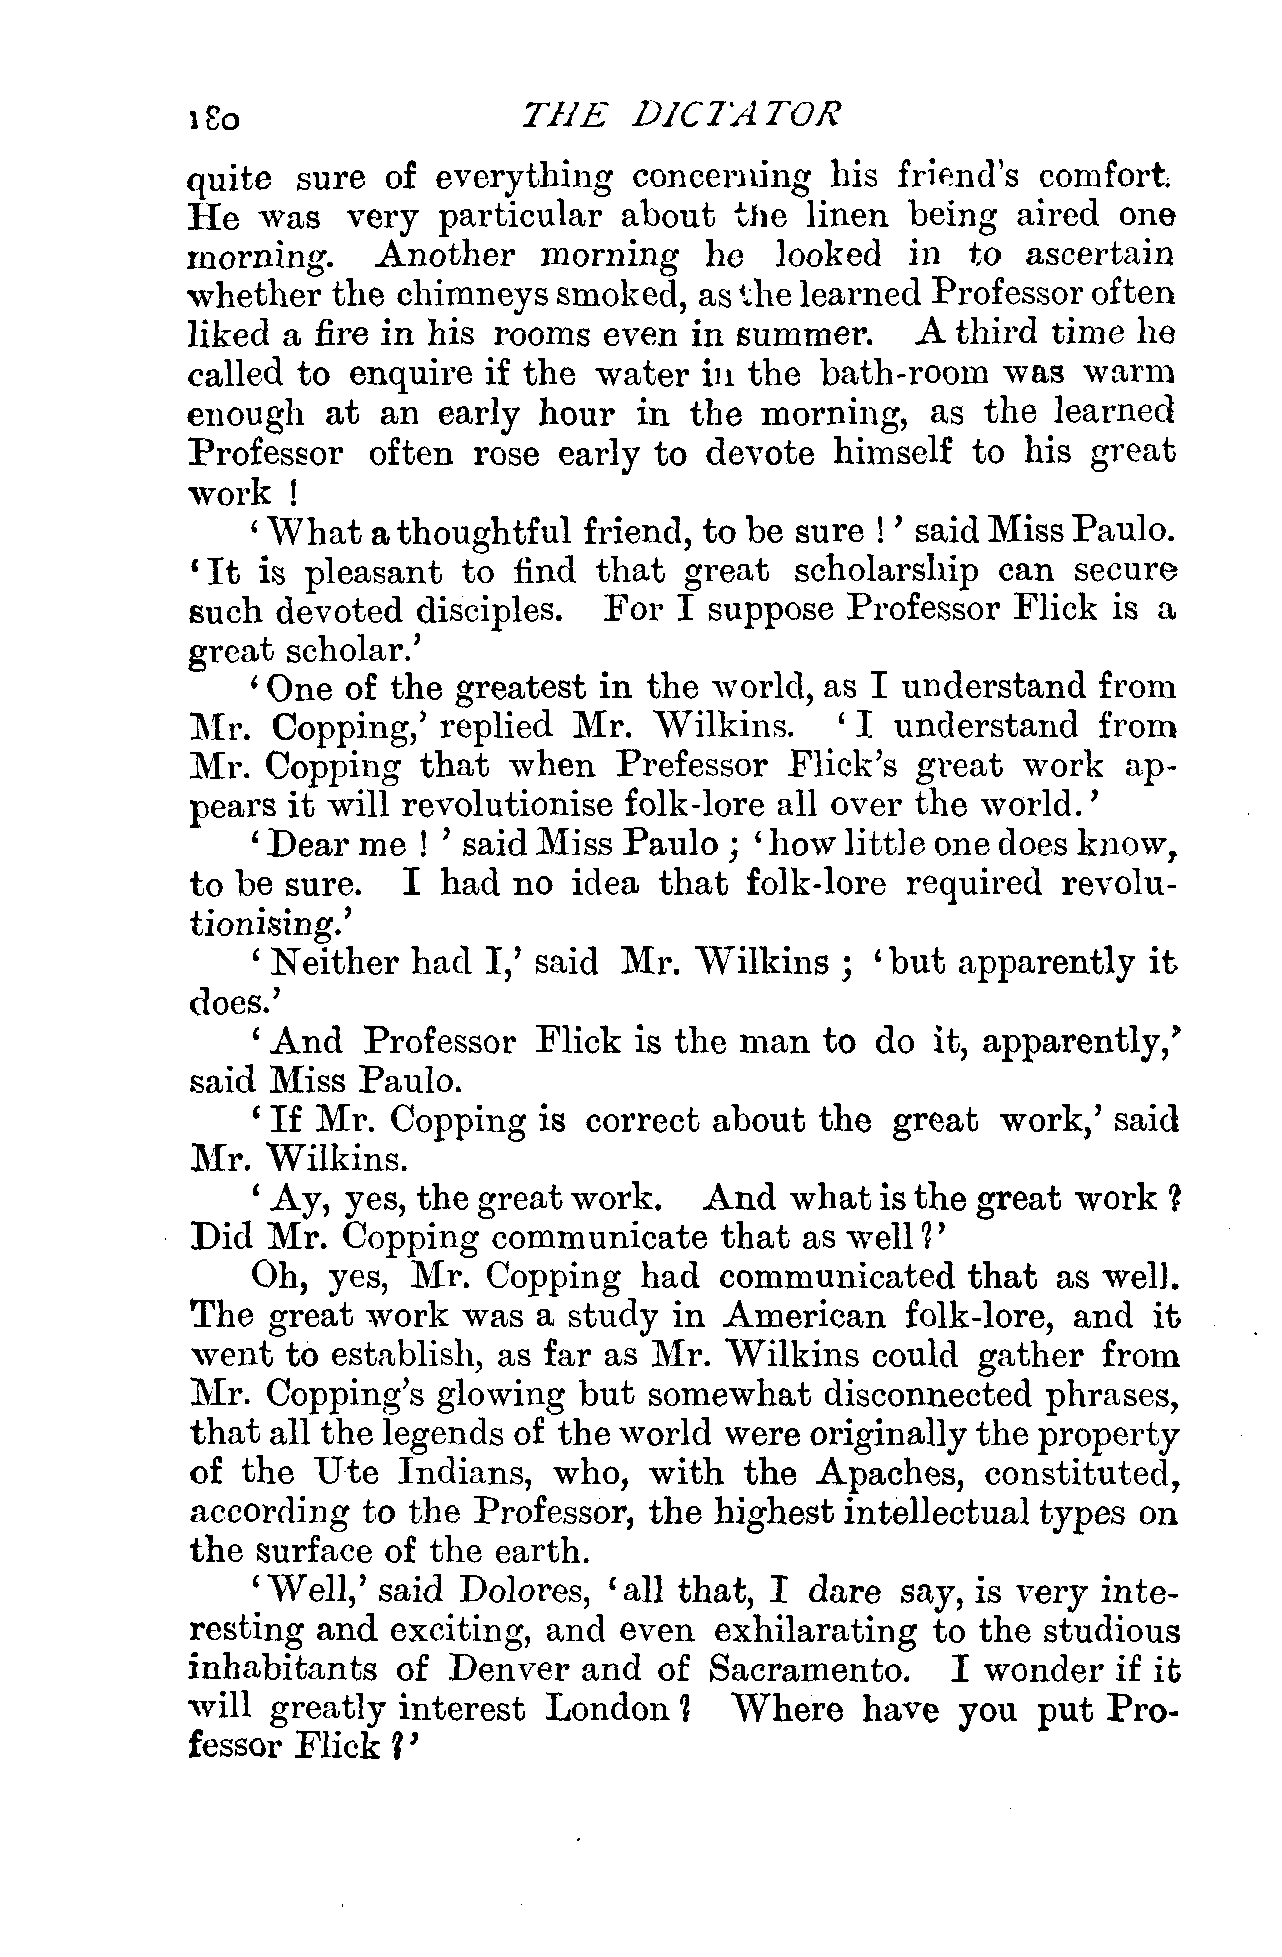 180 THE DICTATOR
quite sure of everything concerning his friend's comfort.
He was very particular about the linen being aired one
morning. Another morning he looked in to ascertain
whether the chimneys smoked, as the learned Professor often
liked a fire in his rooms even in summer. A third time he
called to enquire if the water in the bath-room was warm
enough at an early hour in the morning, as the learned
Professor often rose early to devote himself to his great
work !
‘What a thoughtful friend, to be sure !’ said Miss Paulo.
‘It is pleasant to find that great scholarship can secure
such devoted disciples. For I suppose Professor Flick is a
great scholar.’
‘One of the greatest in the world, as I understand from
Mr. Copping,’ replied Mr. Wilkins. ‘I understand from
Mr. Copping that when Prefessor Flick's great work ap-
pears it will revolutionise folk-lore all over the world.’
‘Dear me ! ’ said Miss Paulo ; ‘how little one does know,
to be sure. I had no idea that folk-lore required revolu-
tionising.’
‘Neither had I,’ said Mr. Wilkins ; ‘but apparently it
does.’
‘And Professor Flick is the man to do it, apparently,’
said Miss Paulo.
‘If Mr. Copping is correct about the great work,’ said
Mr. Wilkins.
‘Ay, yes, the great work. And what is the great work ?
Did Mr. Copping communicate that as well ?’
Oh, yes, Mr. Copping had communicated that as well.
The great work was a study in American folk-lore, and it
went to establish, as far as Mr. Wilkins could gather from
Mr. Copping's glowing but somewhat disconnected phrases,
that all the legends of the world were originally the property
of the Ute Indians, who, with the Apaches, constituted,
according to the Professor, the highest intellectual types on
the surface of the earth.
‘Well,’ said Dolores, ‘all that, I dare say, is very inte-
resting and exciting, and even exhilarating to the studious
inhabitants of Denver and of Sacramento. I wonder if it
will greatly interest London ? Where have you put Pro-
fessor Flick ?’